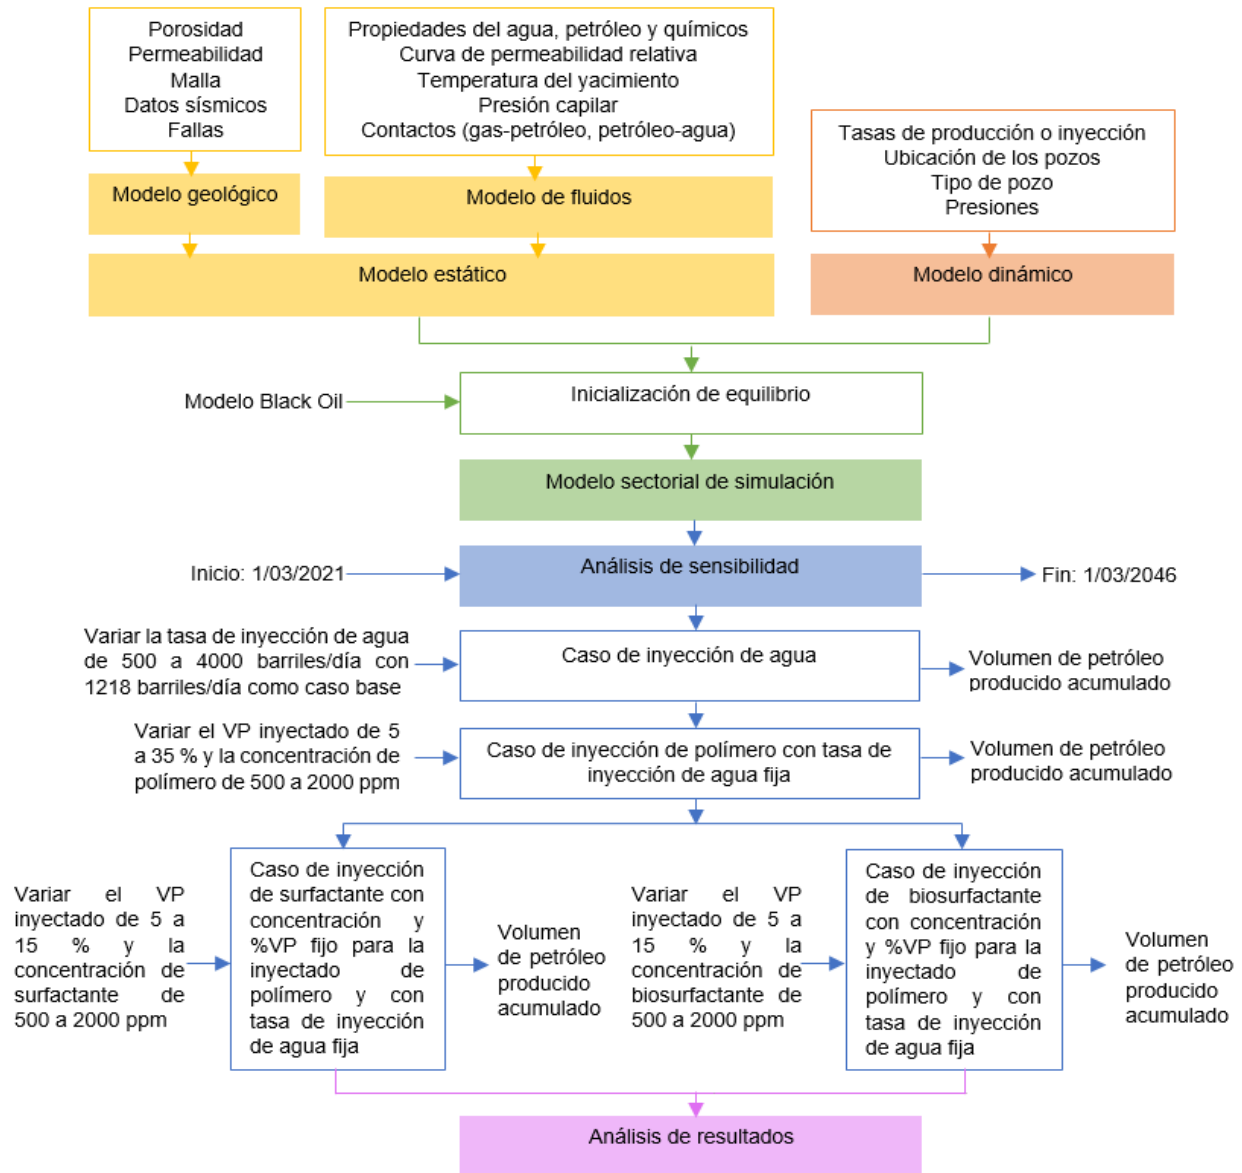 Porosidad
Permeabilidad
Malla
Datos sísmicos
Fallas
Propiedades del agua, petróleo y químicos
Curva de permeabilidad relativa
Temperatura del yacimiento
Presión capilar
Contactos (gas-petróleo, petróleo-agua)
Tasas de producción o inyección
Ubicación de los pozos
Tipo de pozo
Presiones
Modelo geológico
Modelo de fluidos
Modelo estático
Modelo dinámico
Modelo Black Oil
Inicialización de equilibrio
Modelo sectorial de simulación
Inicio: 1/03/2021
Análisis de sensibilidad
Fin: 1/03/2046
Variar la tasa de inyección de agua
de 500 a 4000 barriles/día con
1218 barriles/día como caso base
Caso de inyección de agua
Volumen de petróleo
producido acumulado
Variar el VP inyectado de 5
a 35 % y la concentración de
polímero de 500 a 2000 ppm
Caso de inyección de polímero con tasa de
inyección de agua fija
Volumen de petróleo
producido acumulado
Variar el VP
inyectado de 5 a
15 % y la
concentración de
surfactante de
500 a 2000 ppm
Caso de inyección
de surfactante con
concentración y
%VP fijo para la
inyectado de
polímero y con
tasa de inyección
de agua fija
Volumen
de petróleo
producido
acumulado
Variar el VP
inyectado de 5 a
15 % y la
concentración de
biosurfactante de
500 a 2000 ppm
Caso de inyección
de biosurfactante
con concentración
y %VP fijo para la
inyectado de
polímero y con
tasa de inyección
de agua fija
Volumen
de petróleo
producido
acumulado
Análisis de resultados